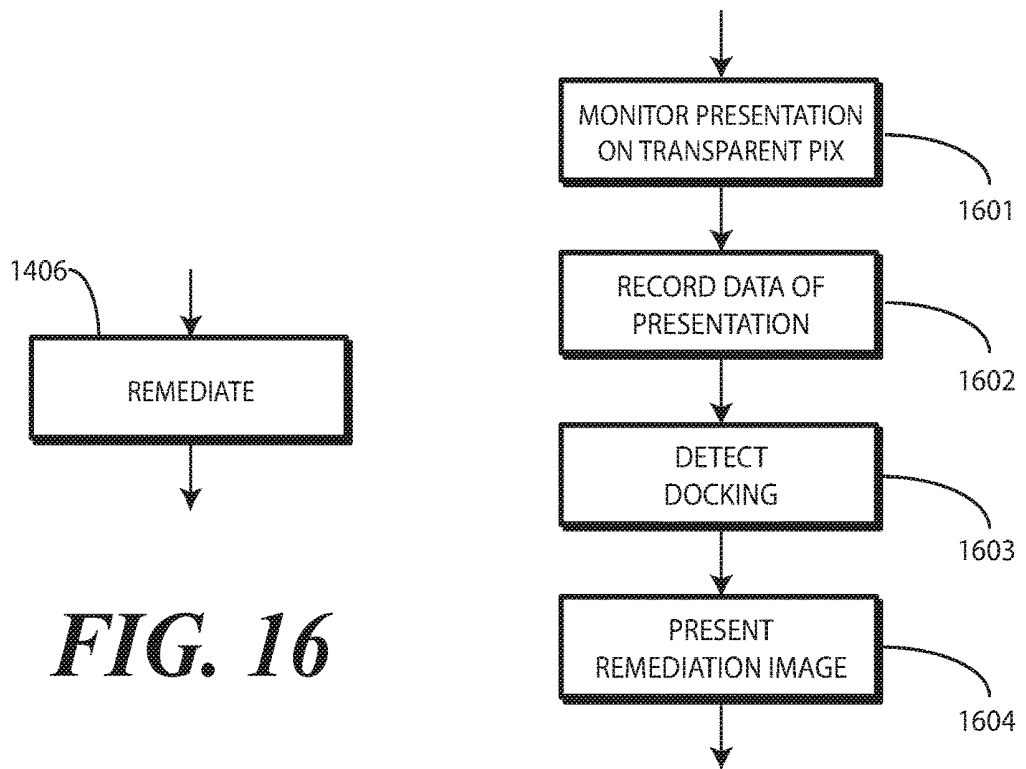 1406
REMEDIATE
FIG. 16
MONITOR PRESENTATION
ON TRANSPARENT PIX
1601
RECORD DATA OF
PRESENTATION
1602
DETECT
DOCKING
1603
PRESENT
REMEDIATION IMAGE
1604